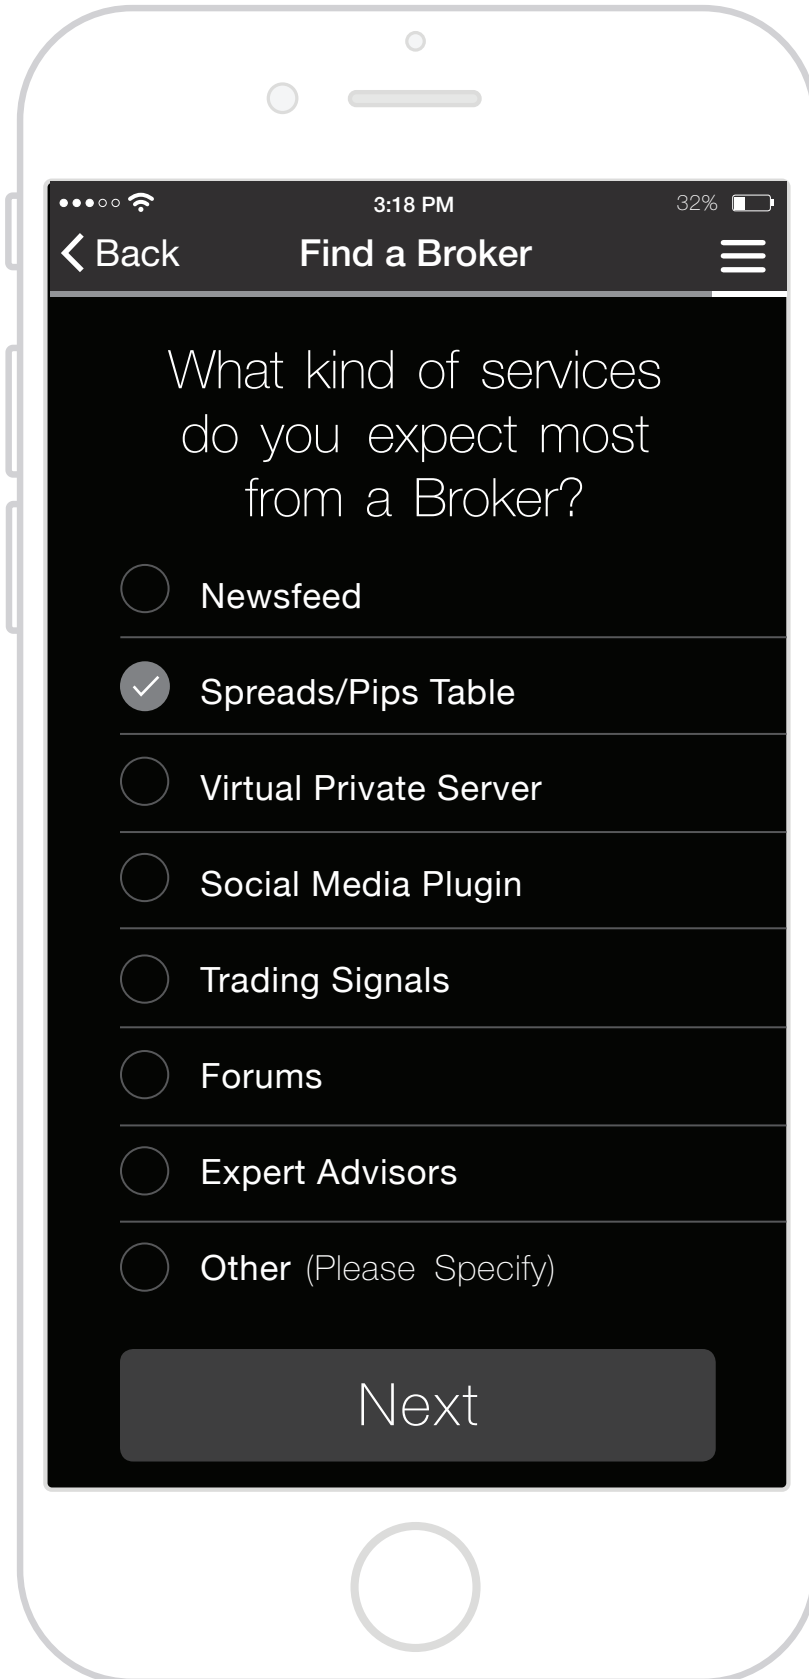 3:18 PM 32%
Back Find a Broker
What kind of services
do you expect most
from a Broker?
Newsfeed
Spreads/Pips Table
Virtual Private Server
Social Media Plugin
Trading Signals
Forums
Expert Advisors
Other (Please Specify)
Next